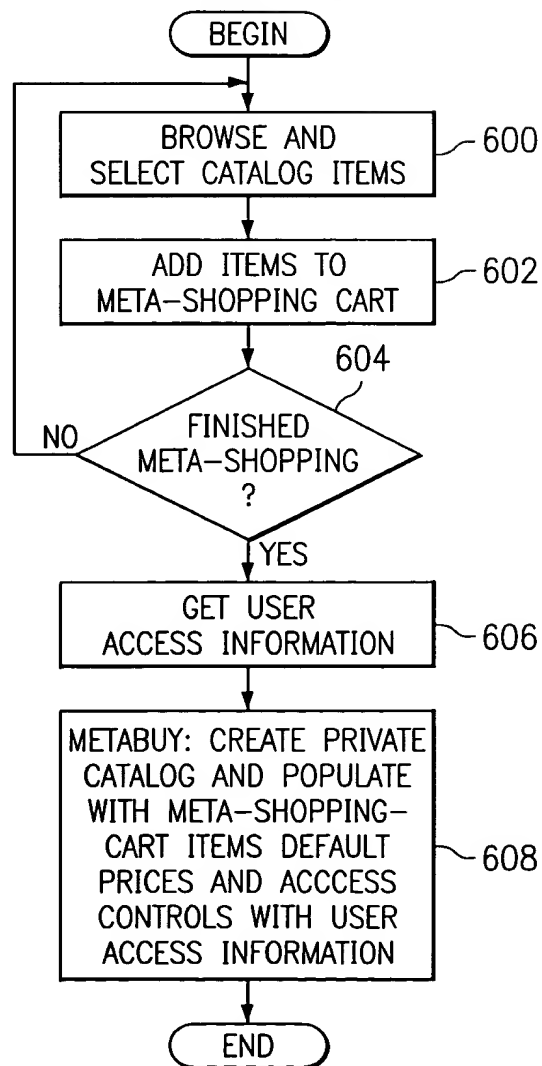 BEGIN
BROWSE AND
SELECT CATALOG ITEMS
600
ADD ITEMS TO
META-SHOPPING CART
602
604
FINISHED
META-SHOPPING
?
NO
YES
GET USER
ACCESS INFORMATION
606
METABUY: CREATE PRIVATE
CATALOG AND POPULATE
WITH META-SHOPPING-
CART ITEMS DEFAULT
PRICES AND ACCCESS
CONTROLS WITH USER
ACCESS INFORMATION
608
END